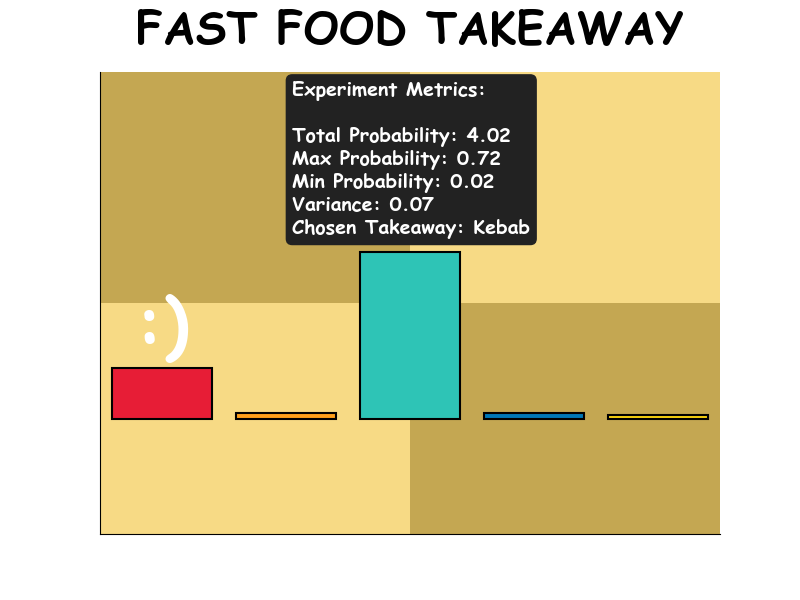 FAST FOOD TAKEAWAY
Experiment Metrics:
Total Probability: 4.02
Max Probability: 0.72
Min Probability: 0.02
Variance: 0.07
Chosen Takeaway: Kebab
:)